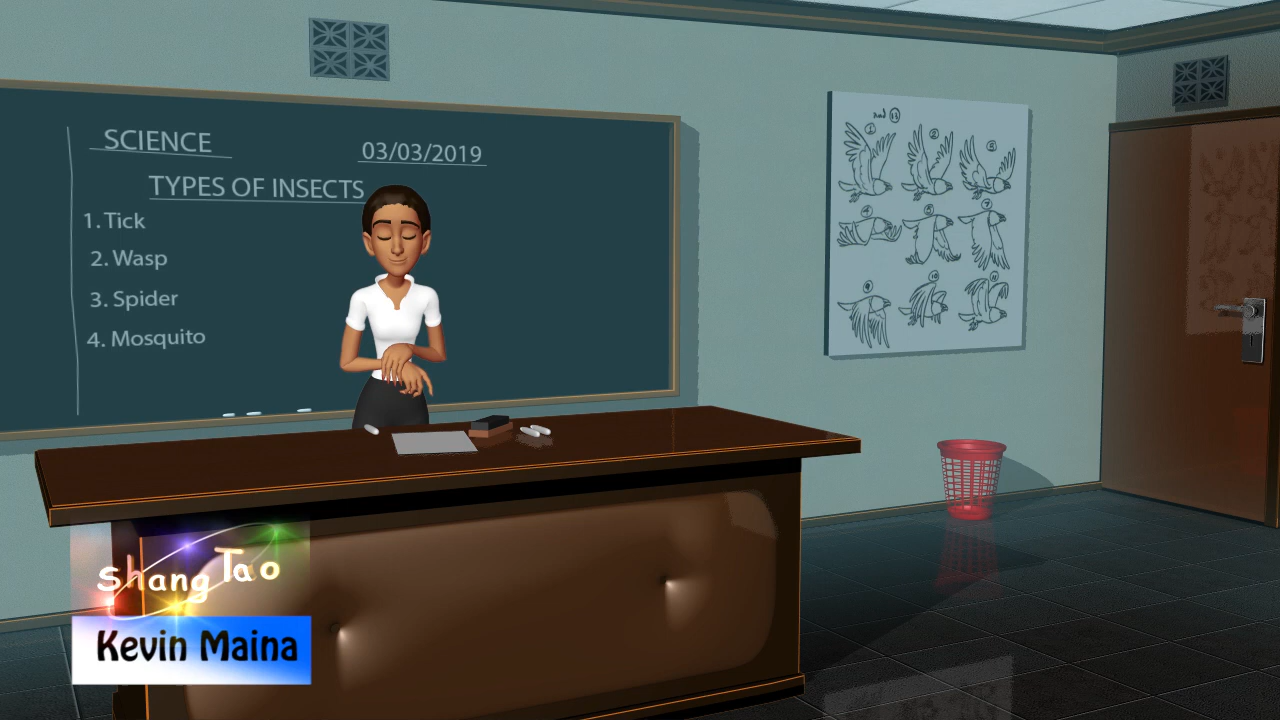 SCIENCE
03/03/2019
TYPES OF INSECTS
1. Tick
2. Wasp
3. Spider
4. Mosquito
Shang Tao
Kevin Maina